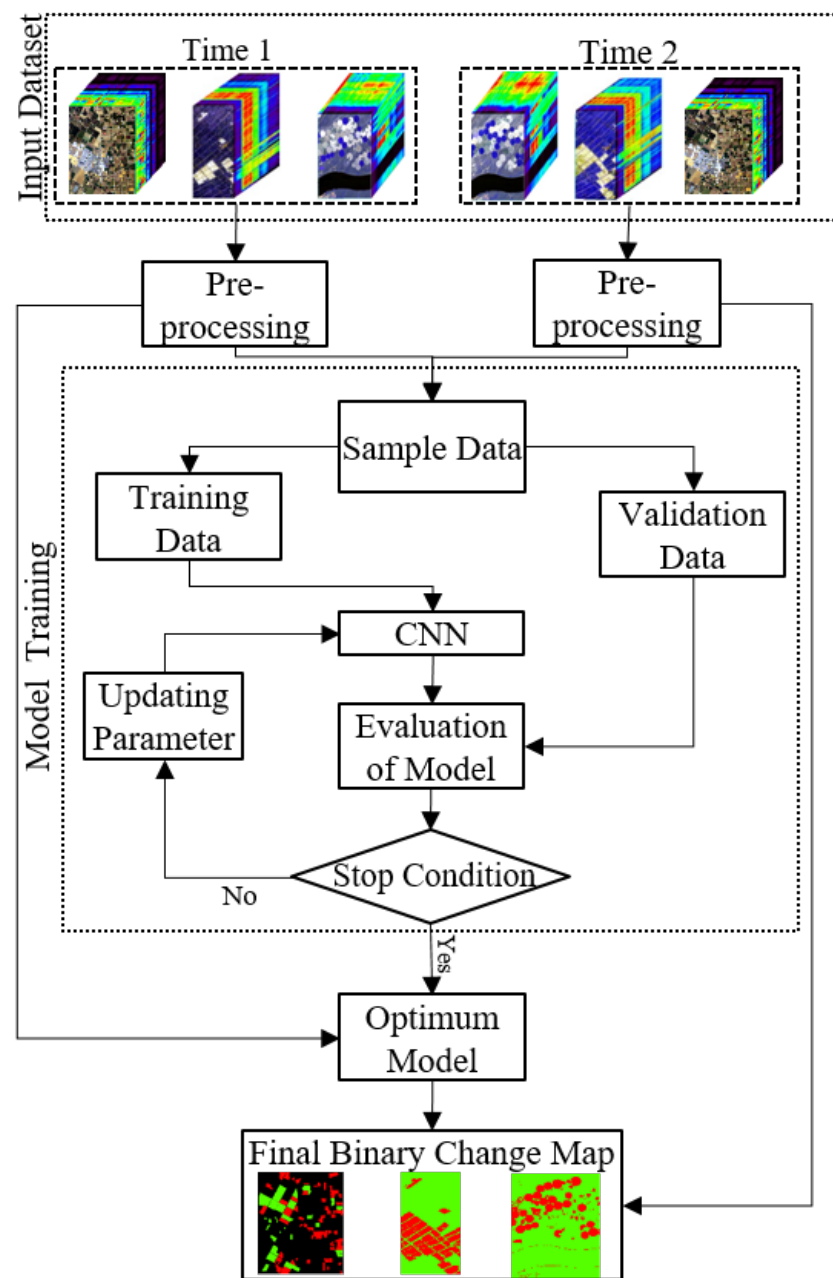 Input Dataset
Time 1
Time 2
Pre-
processing
Pre-
processing
Model Training
Sample Data
Training
Data
Validation
Data
CNN
Updating
Parameter
Evaluation
of Model
Stop Condition
No
Yes
Optimum
Model
Final Binary Change Map